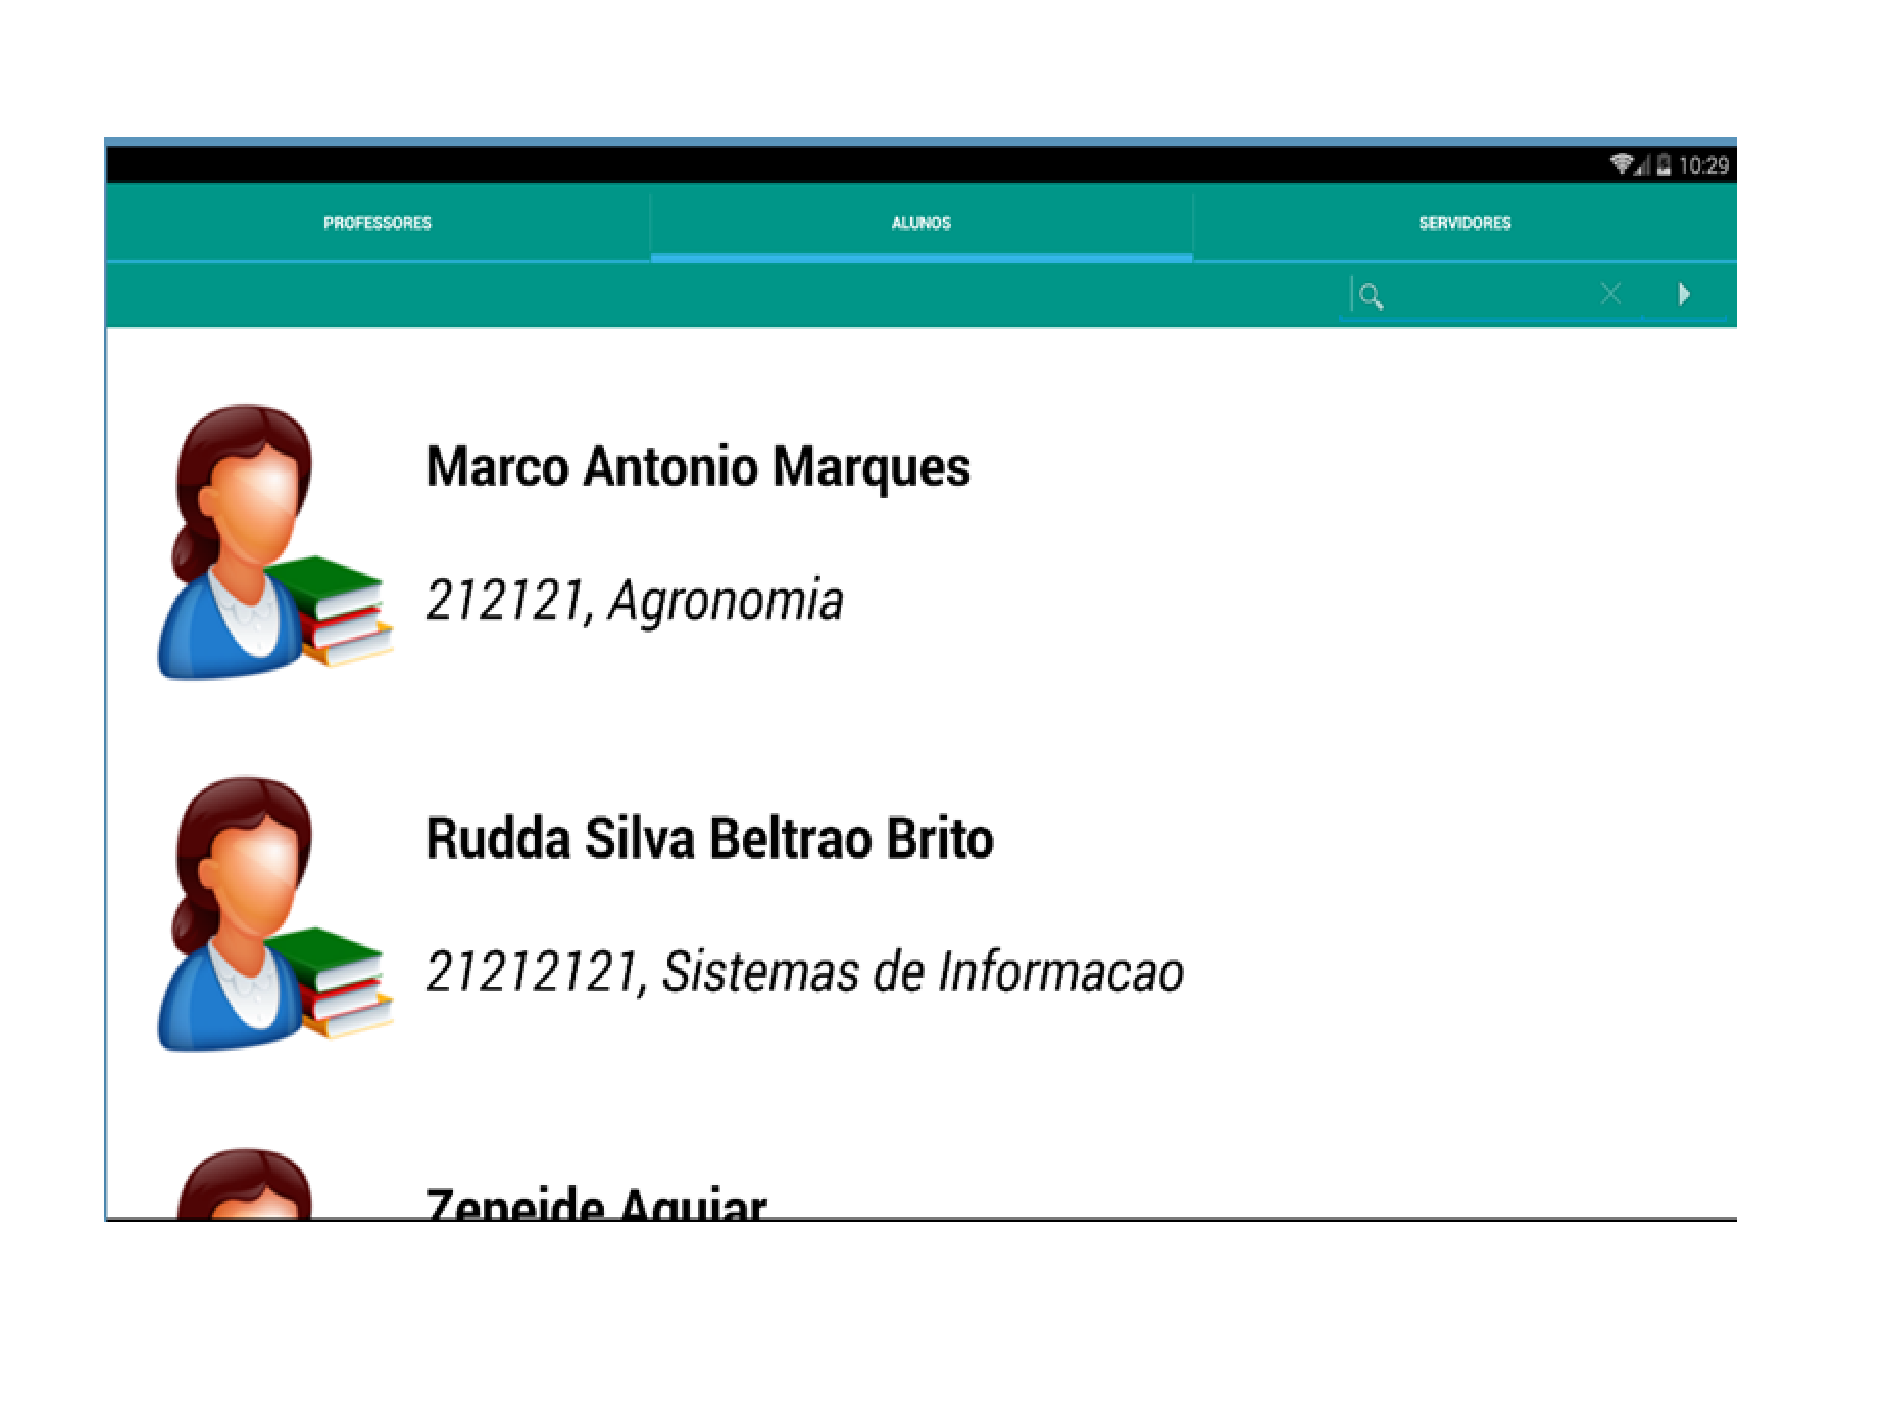 10:29
PROFESSORES
ALUNOS
SERVIDORES
Marco Antonio Marques
212121, Agronomia
Rudda Silva Beltrao Brito
21212121, Sistemas de Informacao
Zeneide Aguiar